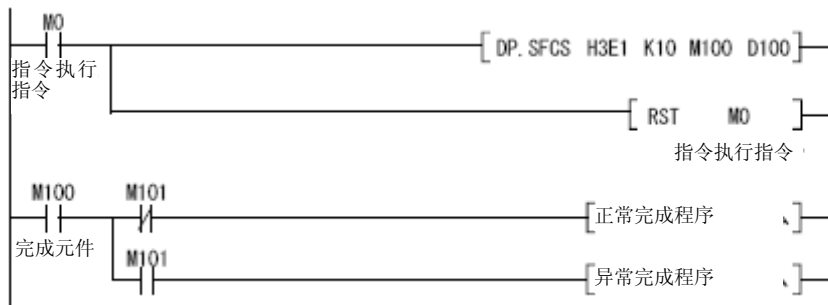 M0
DP.SFCS H3E1 K10 M100 D100
指令执行
指令
RST M0
指令执行指令
M100 M101
正常完成程序
完成元件
M101
异常完成程序